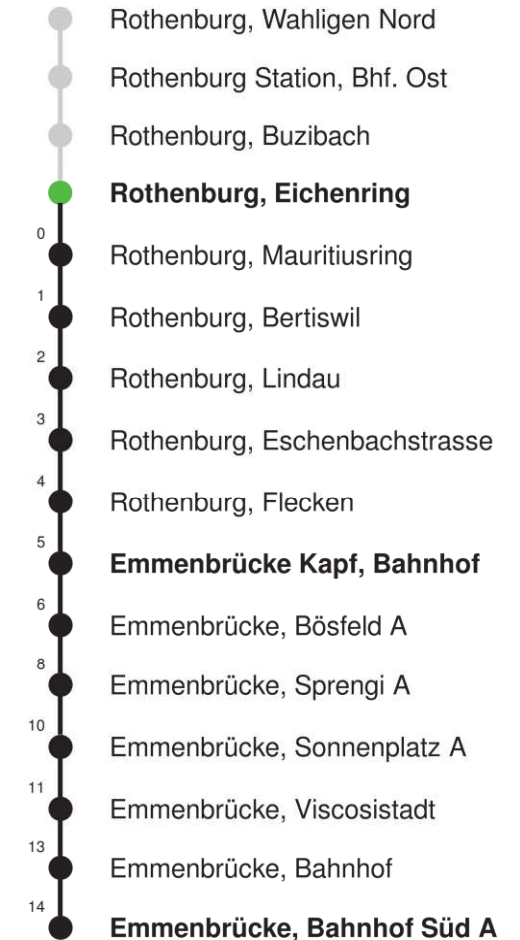 Rothenburg, Wahligen Nord
Rothenburg Station, Bhf. Ost
Rothenburg, Buzibach
Rothenburg, Eichenring
0 Rothenburg, Mauritiusring
1 Rothenburg, Bertiswil
2 Rothenburg, Lindau
3 Rothenburg, Eschenbachstrasse
4 Rothenburg, Flecken
5 Emmenbrücke Kapf, Bahnhof
6 Emmenbrücke, Bösfeld A
8 Emmenbrücke, Sprengi A
10 Emmenbrücke, Sonnenplatz A
11 Emmenbrücke, Viscosistadt
13 Emmenbrücke, Bahnhof
14 Emmenbrücke, Bahnhof Süd A